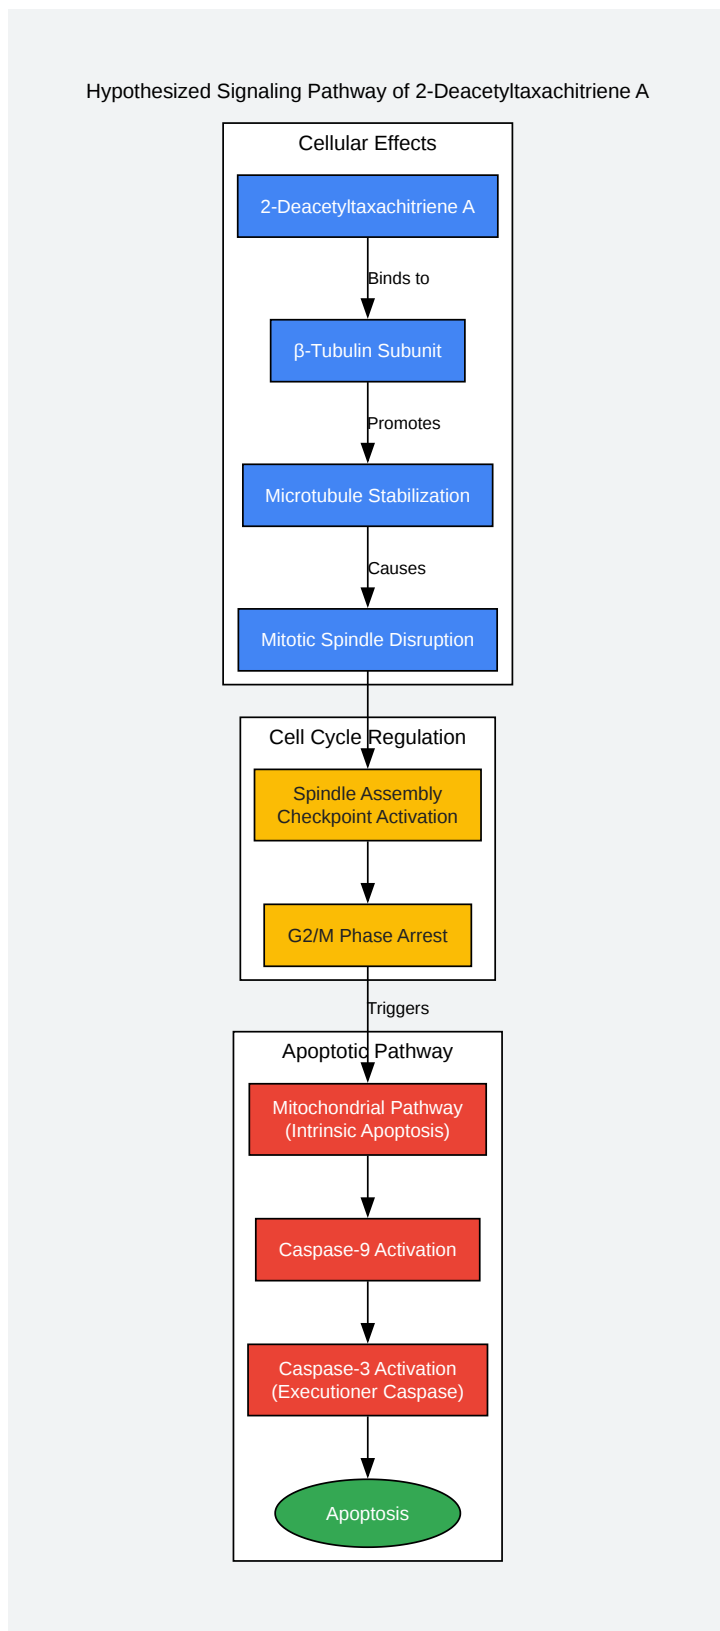 Hypothesized Signaling Pathway of 2-Deacetyltaxachitriene A
Cellular Effects
2-Deacetyltaxachitriene A
Binds to
β-Tubulin Subunit
Promotes
Microtubule Stabilization
Causes
Mitotic Spindle Disruption
Cell Cycle Regulation
Spindle Assembly
Checkpoint Activation
G2/M Phase Arrest
Triggers
Apoptotic Pathway
Mitochondrial Pathway
(Intrinsic Apoptosis)
Caspase-9 Activation
Caspase-3 Activation
(Executioner Caspase)
Apoptosis